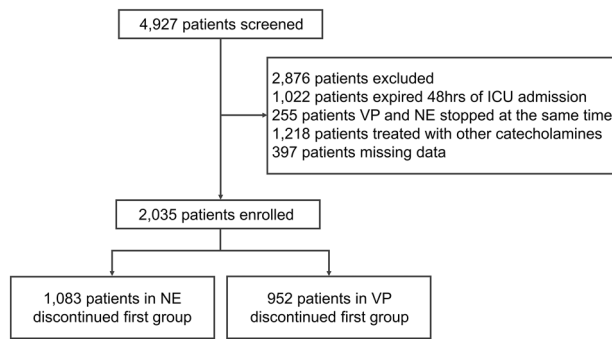 4,927 patients screened
2,876 patients excluded
1,022 patients expired 48hrs of ICU admission
255 patients VP and NE stopped at the same time
1,218 patients treated with other catecholamines
397 patients missing data
2,035 patients enrolled
1,083 patients in NE
discontinued first group
952 patients in VP
discontinued first group